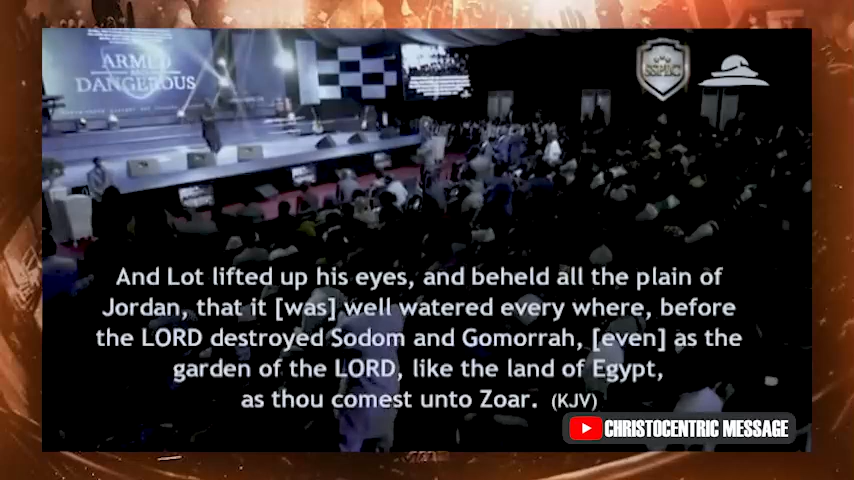 ARMED
DANGEROUS
And Lot lifted up his eyes, and beheld all the plain of
Jordan, that it [was] well watered every where, before
the LORD destroyed Sodom and Gomorrah, [even] as the
garden of the LORD, like the land of Egypt,
as thou comest unto Zoar. (KJV)
CHRISTOCENTRIC MESSAGE